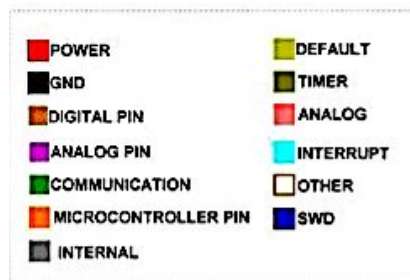 POWER
GND
DIGITAL PIN
ANALOG PIN
COMMUNICATION
MICROCONTROLLER PIN
INTERNAL
DEFAULT
TIMER
ANALOG
INTERRUPT
OTHER
SWD